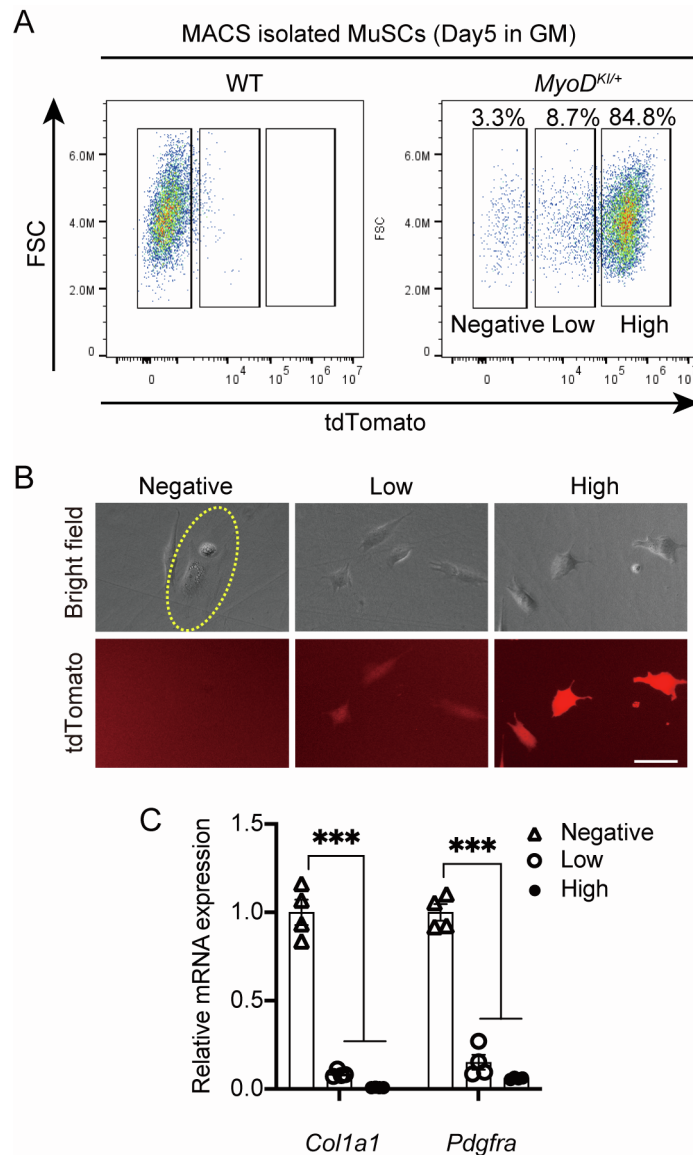 A
MACS isolated MuSCs (Day5 in GM)
WT
MyoD^KI/+
3.3% 8.7% 84.8%
6.0M
4.0M
2.0M
0
FSC
6.0M
4.0M
2.0M
0
FSC
Negative Low High
0 10^4 10^5 10^6 10^7
0 10^4 10^5 10^6 10^7
tdTomato
B
Negative Low High
Bright field
tdTomato
C
Relative mRNA expression
1.5
1.0
0.5
0.0
***
***
Negative
Low
High
Col1a1 Pdgfra